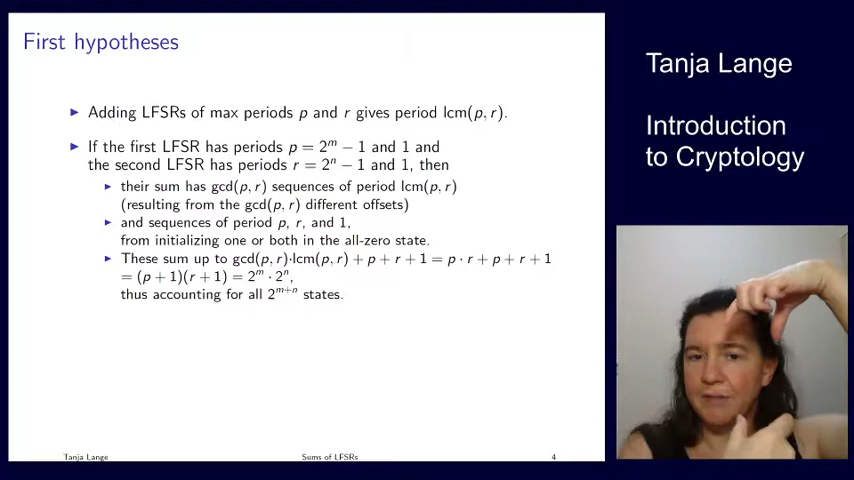 First hypotheses
▶ Adding LFSRs of max periods p and r gives period lcm(p, r).
▶ If the first LFSR has periods p = 2^m − 1 and 1 and
the second LFSR has periods r = 2^n − 1 and 1, then
▶ their sum has gcd(p, r) sequences of period lcm(p, r)
(resulting from the gcd(p, r) different offsets)
▶ and sequences of period p, r, and 1,
from initializing one or both in the all-zero state.
▶ These sum up to gcd(p, r)·lcm(p, r) + p + r + 1 = p · r + p + r + 1
= (p + 1)(r + 1) = 2^m · 2^n,
thus accounting for all 2^{m+n} states.
Tanja Lange
Sums of LFSRs
4
Tanja Lange
Introduction
to Cryptology